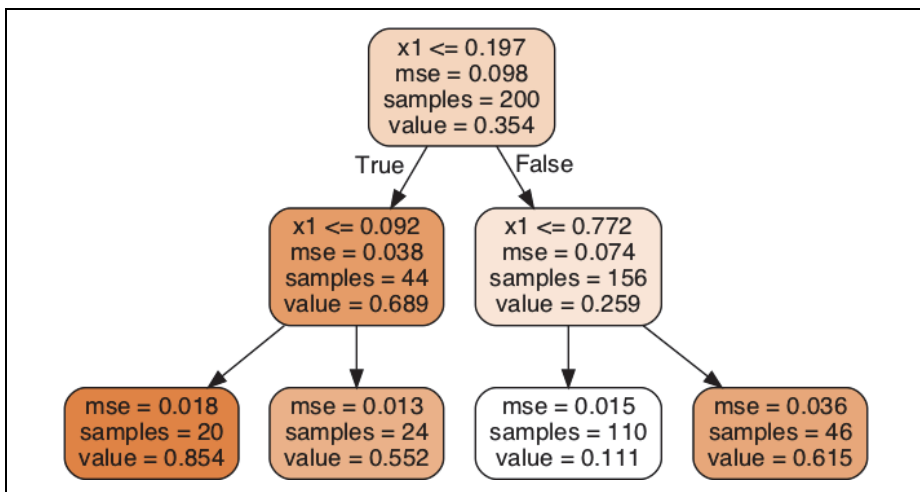 x1 <= 0.197
mse = 0.098
samples = 200
value = 0.354
True
False
x1 <= 0.092
mse = 0.038
samples = 44
value = 0.689
x1 <= 0.772
mse = 0.074
samples = 156
value = 0.259
mse = 0.018
samples = 20
value = 0.854
mse = 0.013
samples = 24
value = 0.552
mse = 0.015
samples = 110
value = 0.111
mse = 0.036
samples = 46
value = 0.615